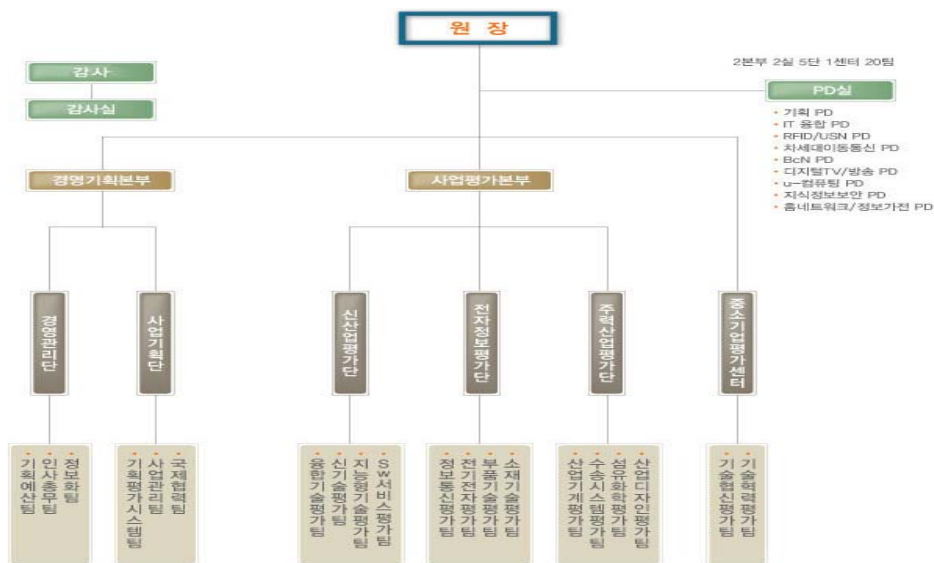 원 장
감사
감사실
2본부 2실 5단 1센터 20팀
PD실
• 기획 PD
• IT 융합 PD
• RFID/USN PD
• 차세대이동통신 PD
• BcN PD
• 디지털TV/방송 PD
• u-컴퓨팅 PD
• 지식정보보안 PD
• 홈네트워크/정보가전 PD
경영기획본부
사업평가본부
경영관리단
사업기획단
신산업평가단
전자정보평가단
주력산업평가단
중소기업평가센터
• 기획예산팀
• 인사총무팀
• 정보화팀
• 기획평가시스템팀
• 사업관리팀
• 국제협력팀
• 융합기술평가팀
• 신기술평가팀
• 지능형기술평가팀
• SW서비스평가팀
• 정보통신평가팀
• 전기전자평가팀
• 부품기술평가팀
• 소재기술평가팀
• 산업기계평가팀
• 수송시스템평가팀
• 섬유화학평가팀
• 산업디자인평가팀
• 기술혁신평가팀
• 기술협력평가팀